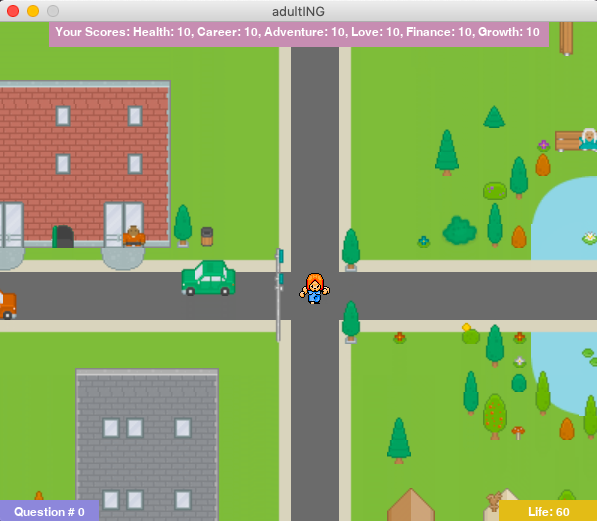 adultING
Your Scores: Health: 10, Career: 10, Adventure: 10, Love: 10, Finance: 10, Growth: 10
Question # 0
Life: 60